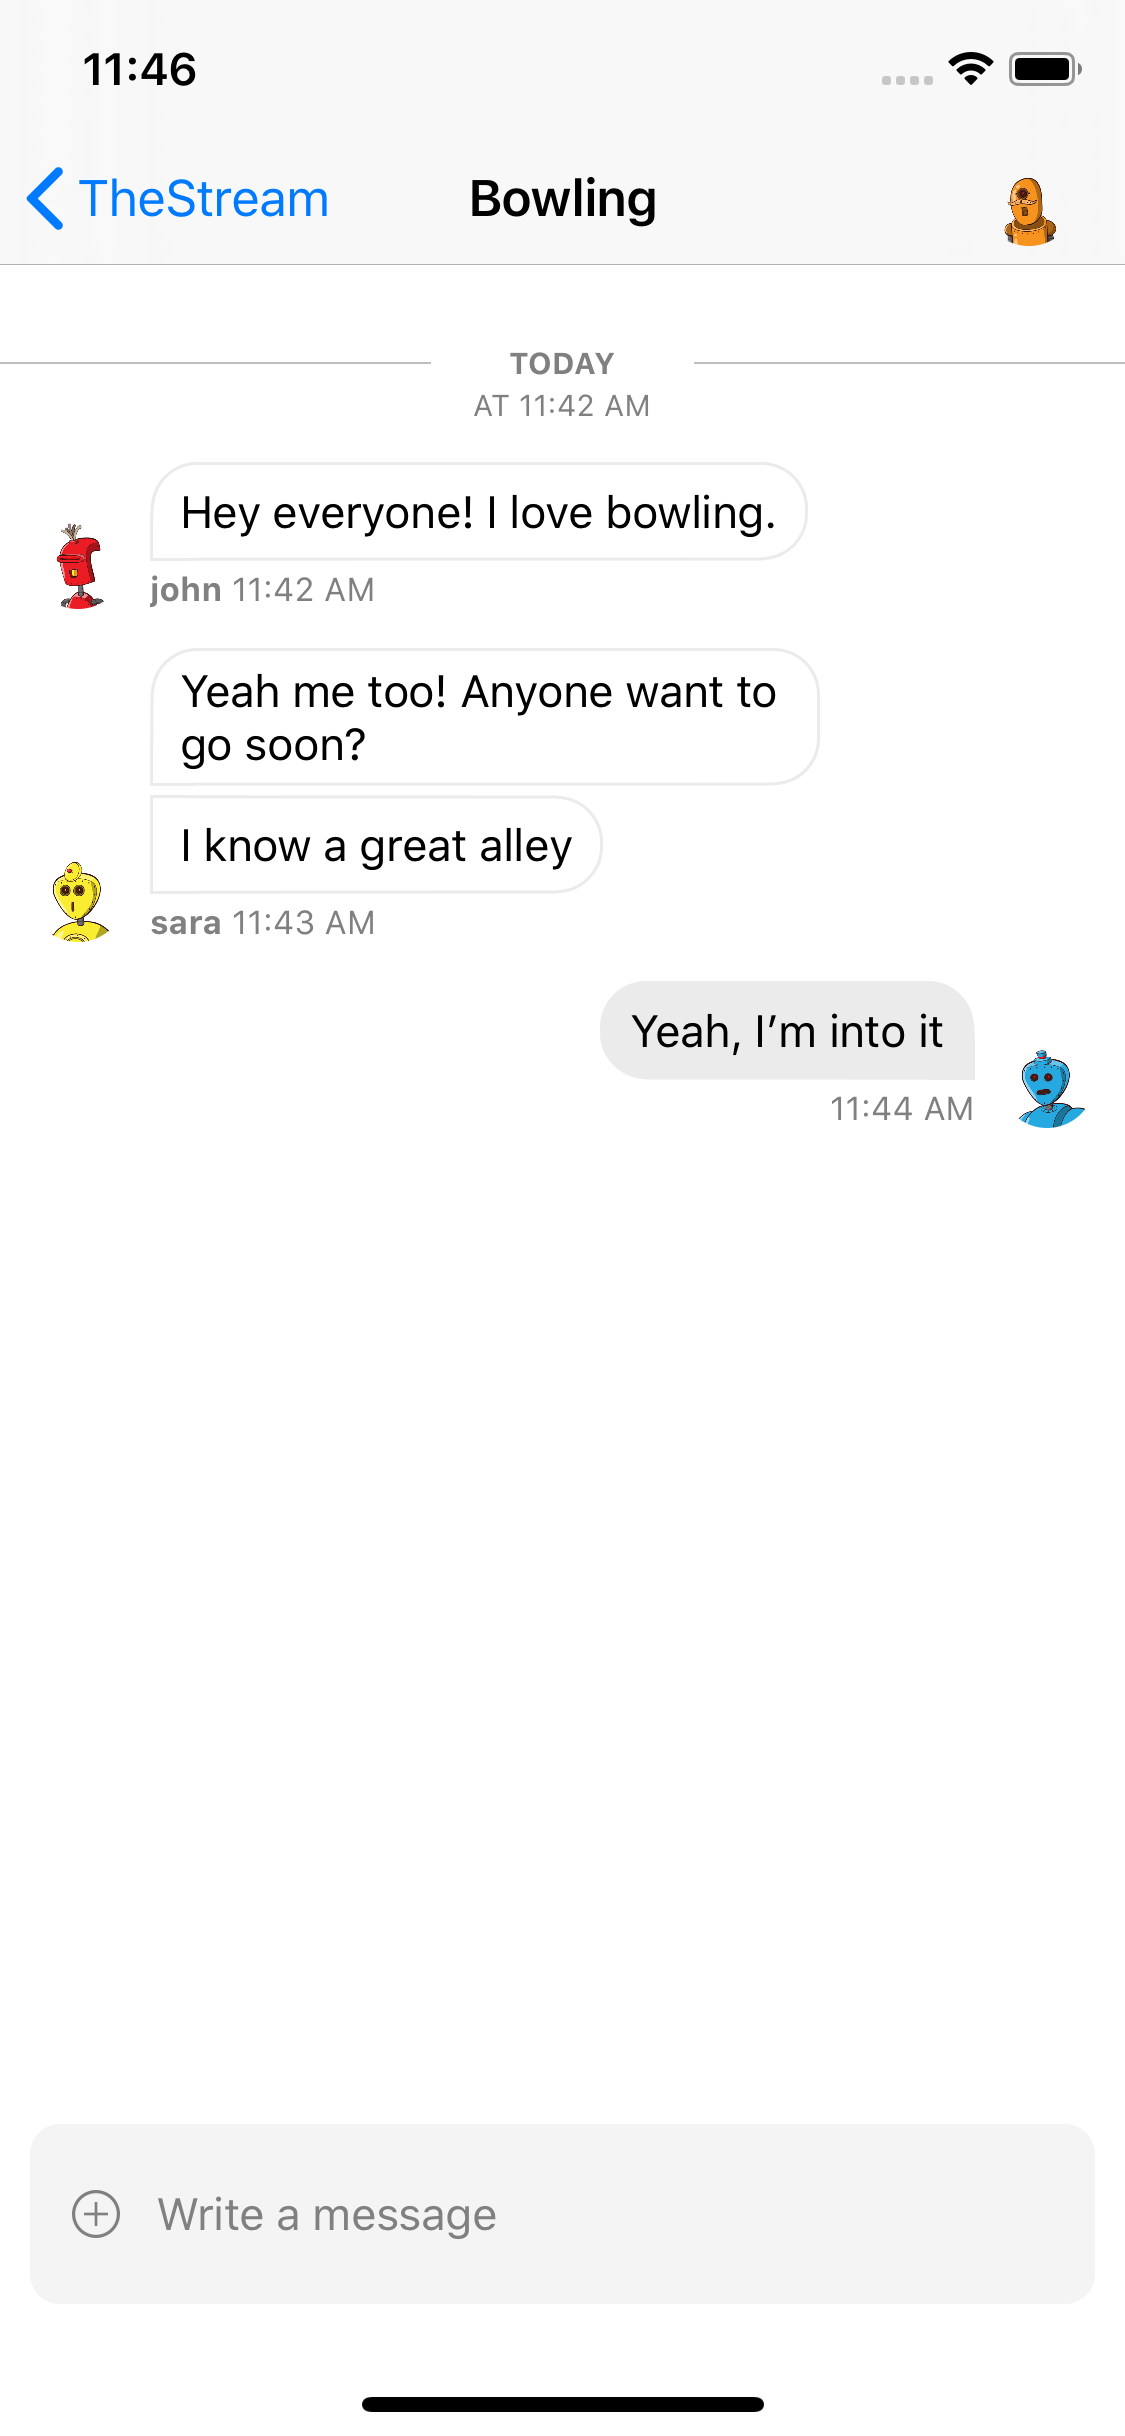 11:46
TheStream
Bowling
TODAY
AT 11:42 AM
Hey everyone! I love bowling.
john 11:42 AM
Yeah me too! Anyone want to
go soon?
I know a great alley
sara 11:43 AM
Yeah, I’m into it
11:44 AM
Write a message